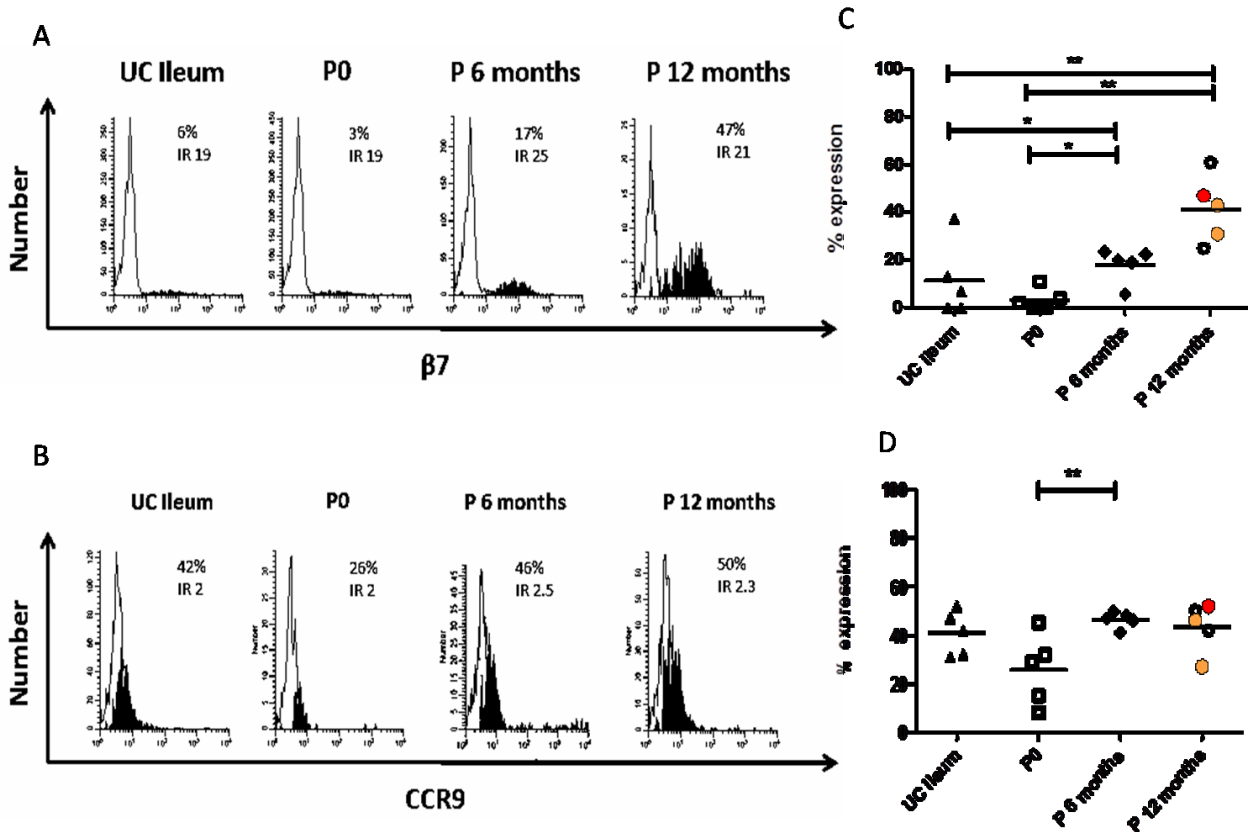 A
UC Ileum P0 P 6 months P 12 months
6% 3% 17% 47%
IR 19 IR 19 IR 25 IR 21
Number
β7
B
UC Ileum P0 P 6 months P 12 months
42% 26% 46% 50%
IR 2 IR 2 IR 2.5 IR 2.3
Number
CCR9
C
100
80
60
40
20
0
% expression
** 
**
*
*
UC Ileum P0 P 6 months P 12 months
D
100
80
60
40
20
0
% expression
**
UC Ileum P0 P 6 months P 12 months